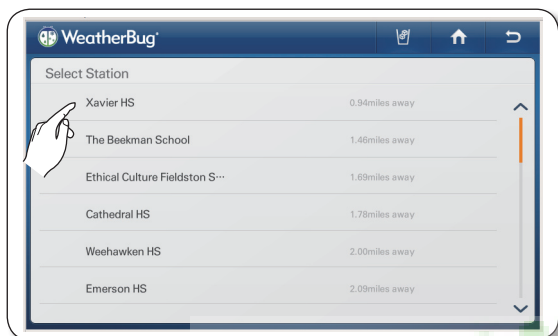 WeatherBug
Select Station
Xavier HS 0.94miles away
The Beekman School 1.46miles away
Ethical Culture Fieldston S··· 1.69miles away
Cathedral HS 1.78miles away
Weehawken HS 2.00miles away
Emerson HS 2.09miles away